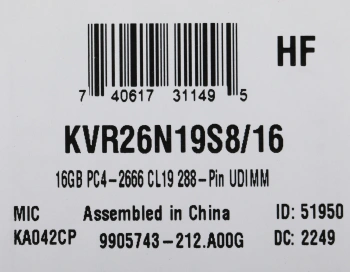 HF
7 40617 31149 5
KVR26N19S8/16
16GB PC4-2666 CL19 288-Pin UDIMM
MIC Assembled in China ID: 51950
KA042CP 9905743-212.A00G DC: 2249